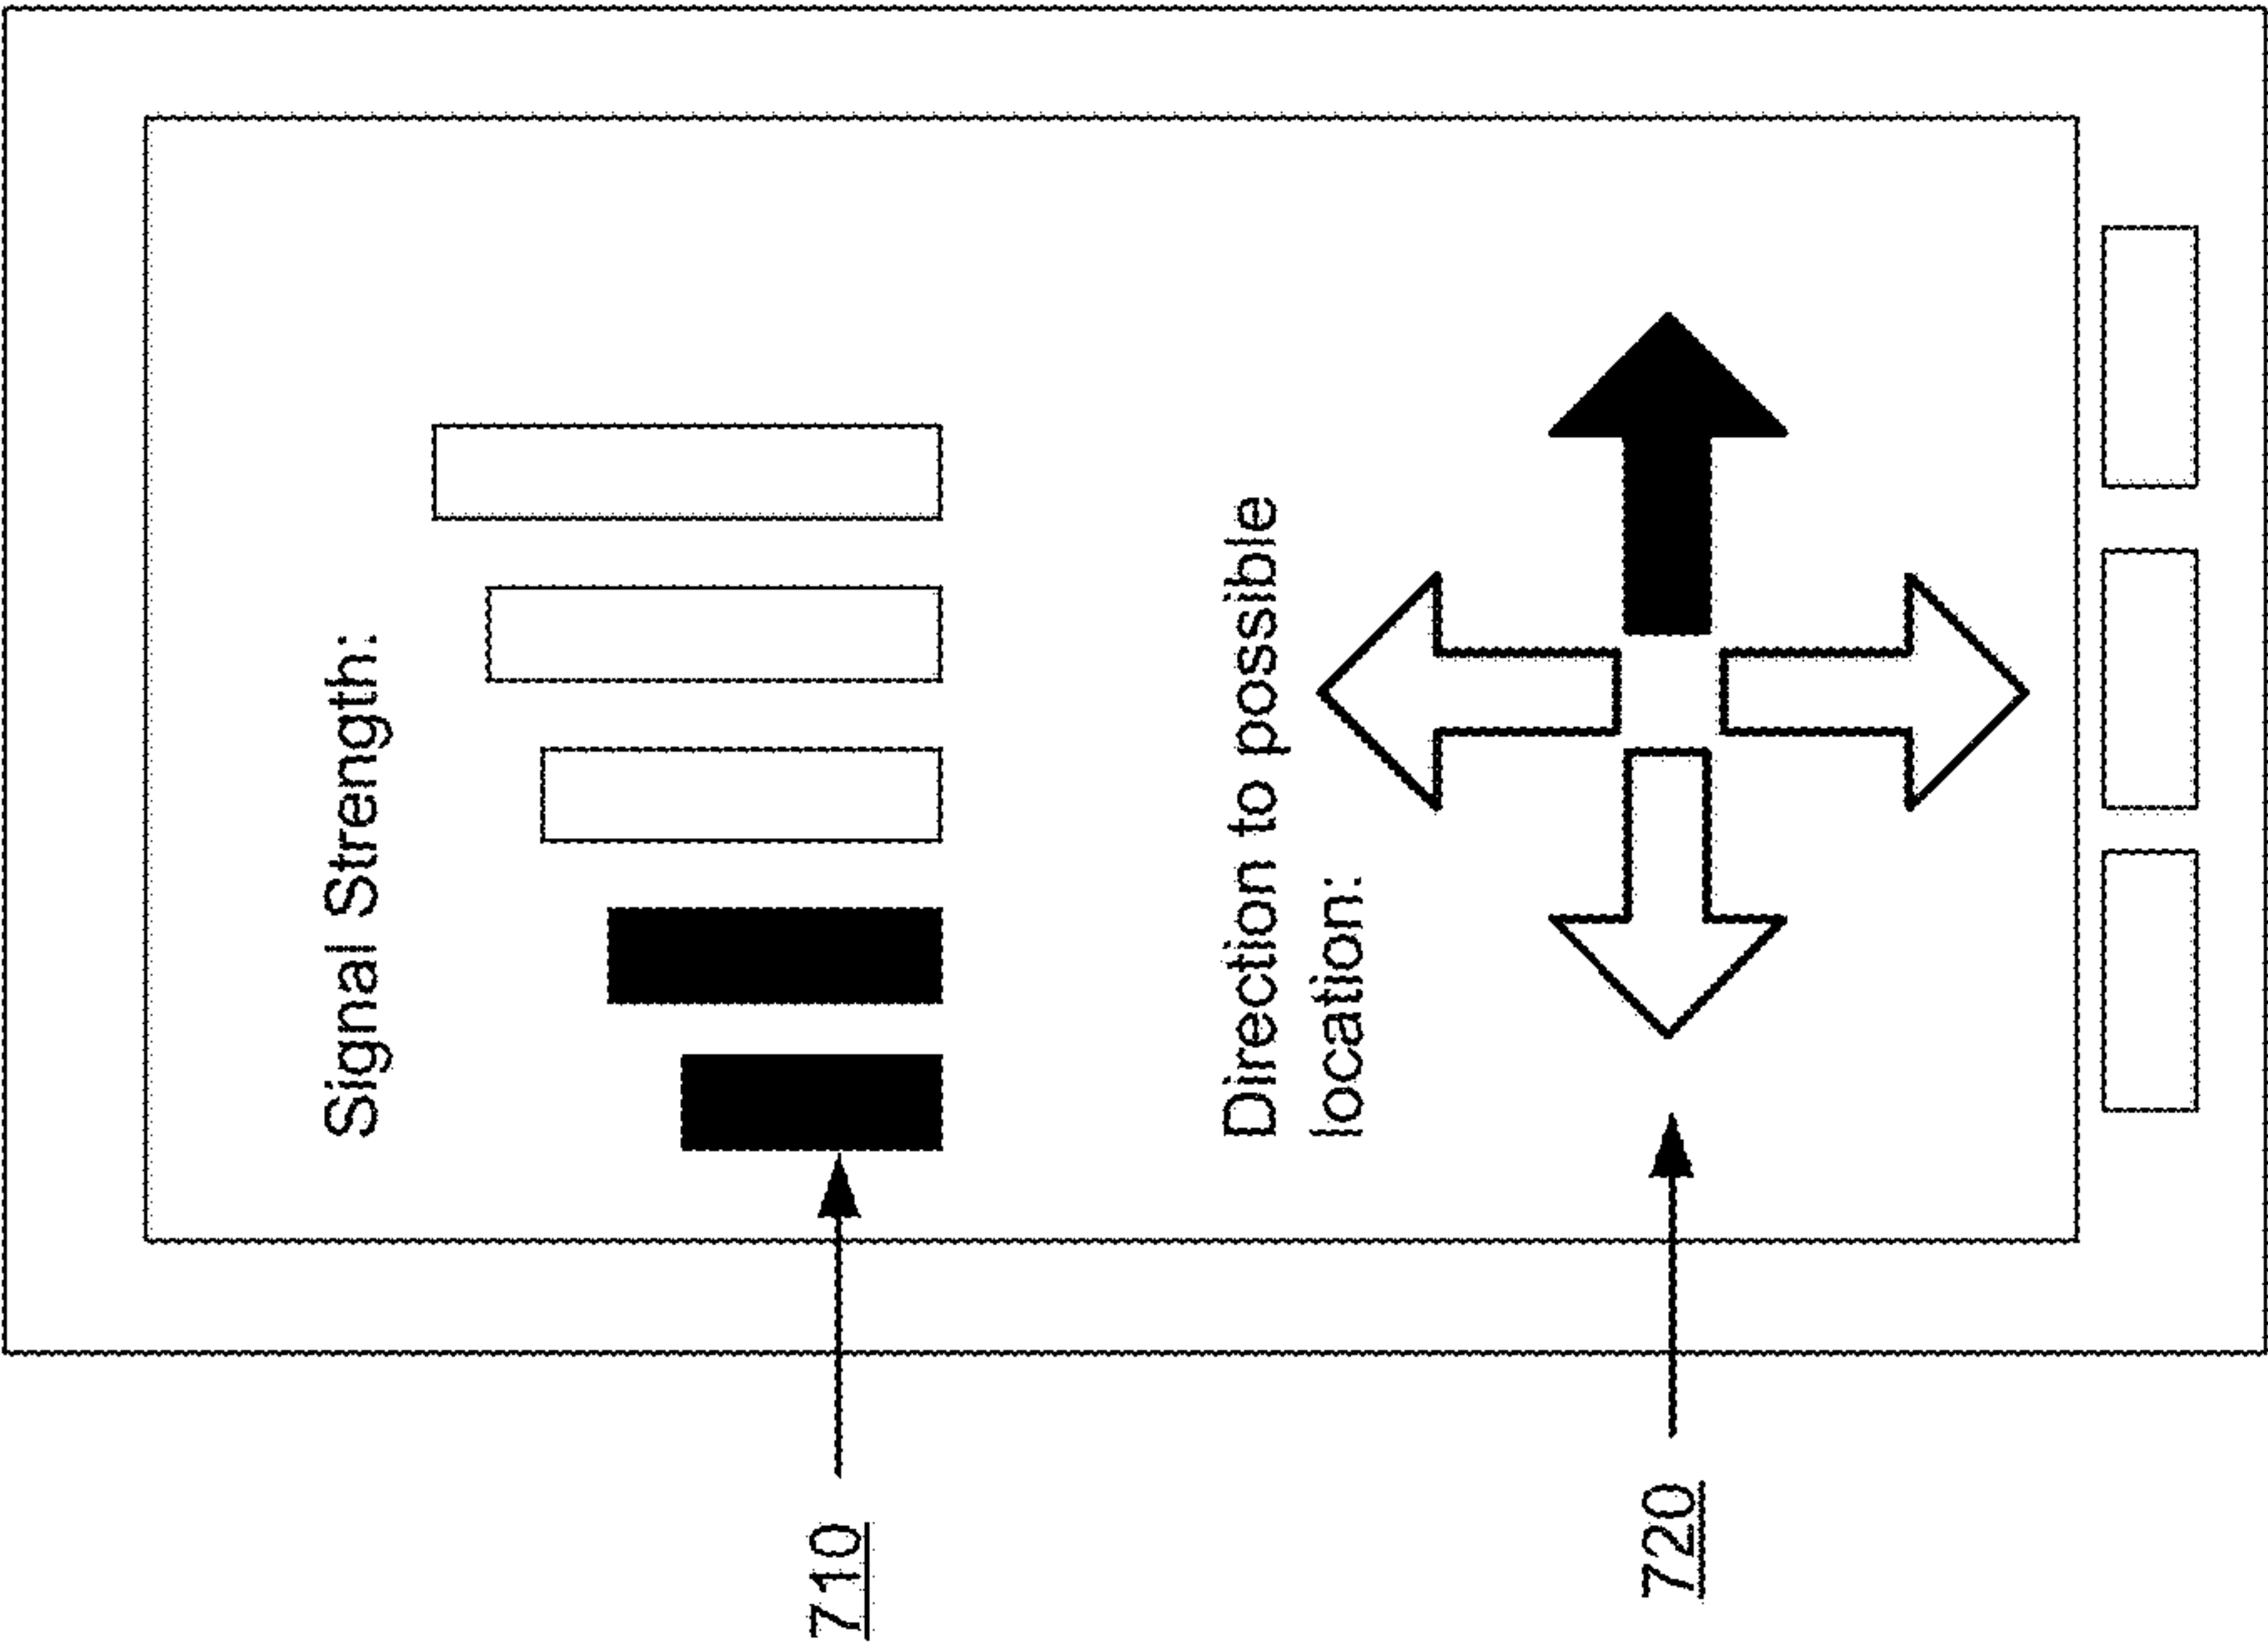 Signal Strength:
710
Direction to possible
location:
720